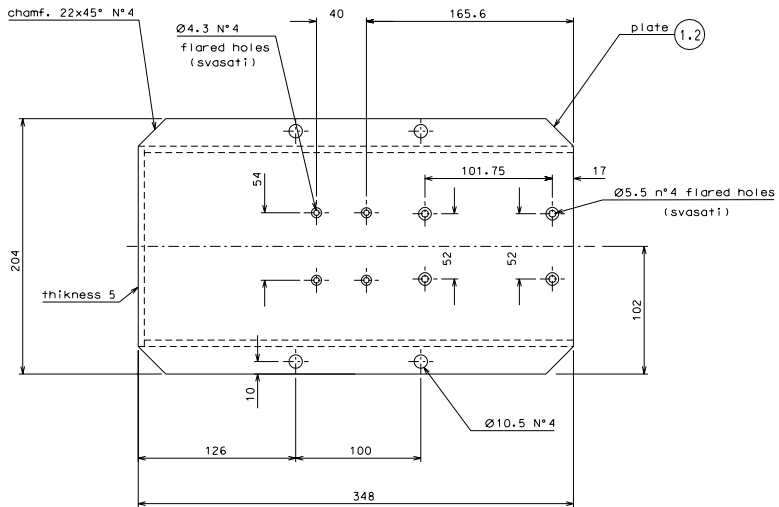 chamf. 22x45° N°4
Ø4.3 N°4
flared holes
(svasati)
40
165.6
plate 1.2
101.75
17
Ø5.5 n°4 flared holes
(svasati)
54
52
52
204
102
thikness 5
10
Ø10.5 N°4
126
100
348